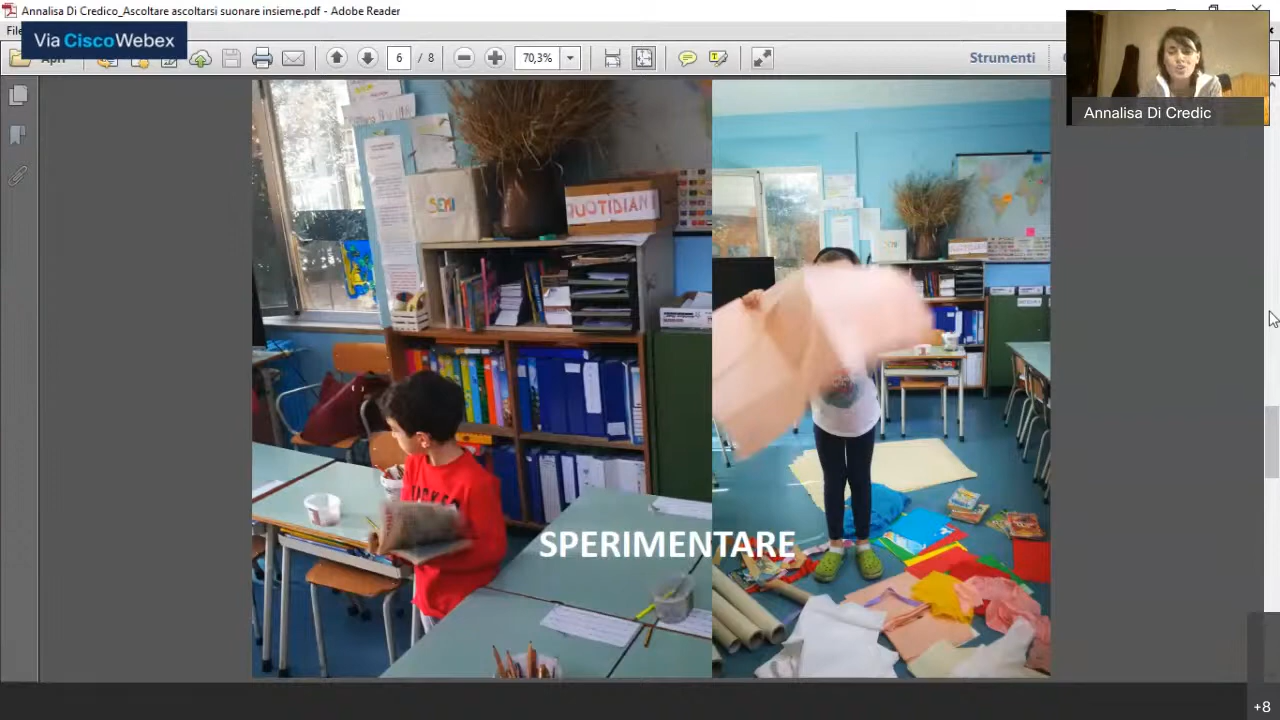 Annalisa Di Credico_Ascoltare ascoltarsi suonare insieme.pdf - Adobe Reader
Via Cisco Webex
6 / 8
70,3%
Strumenti
Annalisa Di Credic
SEMI
QUOTIDIANI
SPERIMENTARE
+8